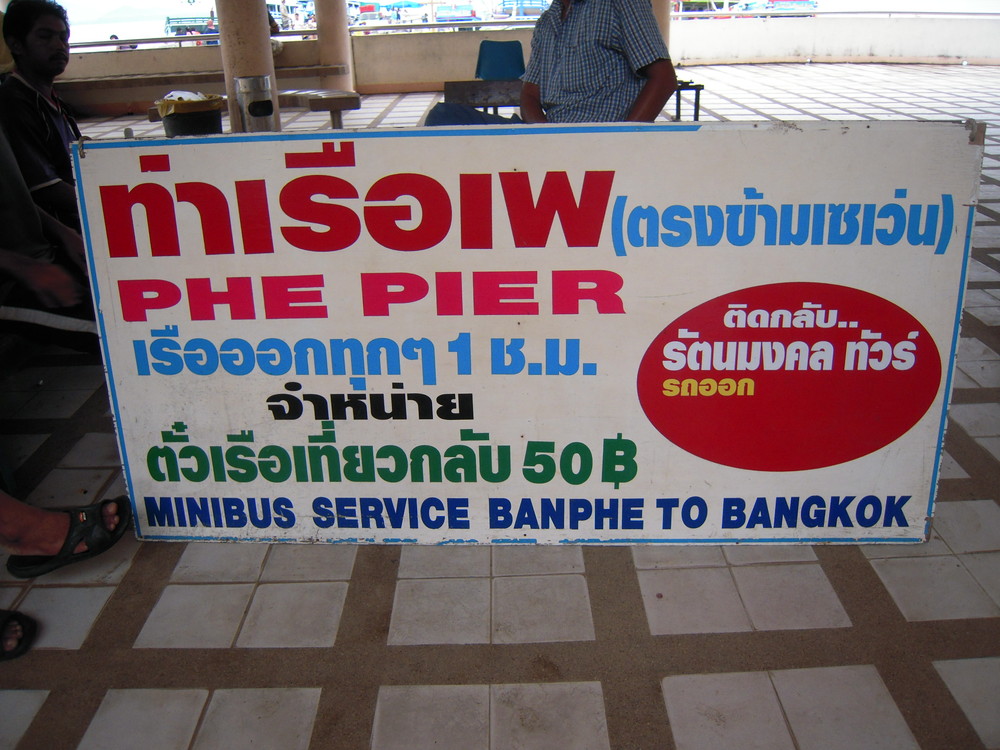 ท่าเรือเพ (ตรงข้ามเซเว่น)
PHE PIER
เรือออกทุกๆ 1 ช.ม.
จำหน่าย
ตั๋วเรือเที่ยวกลับ 50 ฿
ติดกลับ..
รัตนมงคล ทัวร์
รถออก
MINIBUS SERVICE BANPHE TO BANGKOK